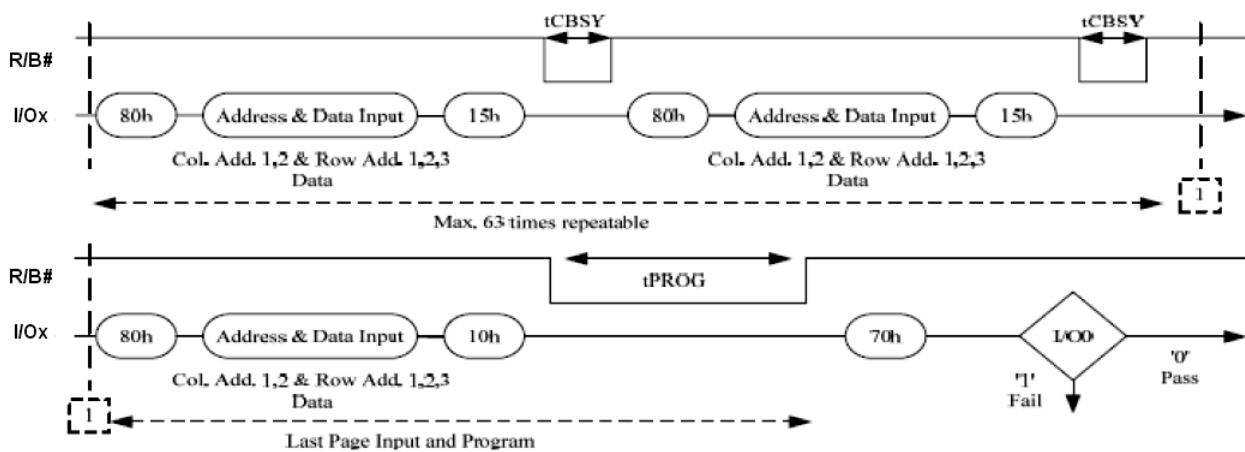 tCBSY tCBSY
R/B#
I/Ox 80h Address & Data Input 15h 80h Address & Data Input 15h
Col. Add. 1,2 & Row Add. 1,2,3 Col. Add. 1,2 & Row Add. 1,2,3
Data Data
1
Max. 63 times repeatable
R/B#
tPROG
I/Ox 80h Address & Data Input 10h 70h I/O0
'0'
Col. Add. 1,2 & Row Add. 1,2,3 '1' Pass
Data Fail
1
Last Page Input and Program